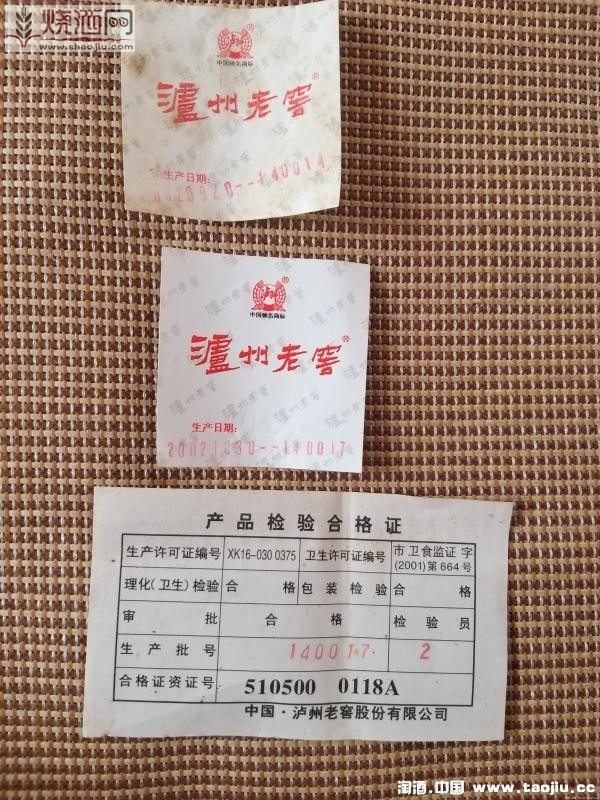 烧酒网
www.shaojiu.com
中国驰名商标
泸州老窖®
生产日期:
20020920--140014
®
中国驰名商标
泸州老窖®
生产日期:
20021030--140017
产品检验合格证
生产许可证编号 XK16-030 0375 卫生许可证编号 市卫食监证字(2001)第664号
理化(卫生)检验 合格 包装检验 合格
审批 合格 检验员
生产批号 140017 2
合格证资证号 510500 0118A
中国·泸州老窖股份有限公司
淘酒.中国 www.taojiu.cc